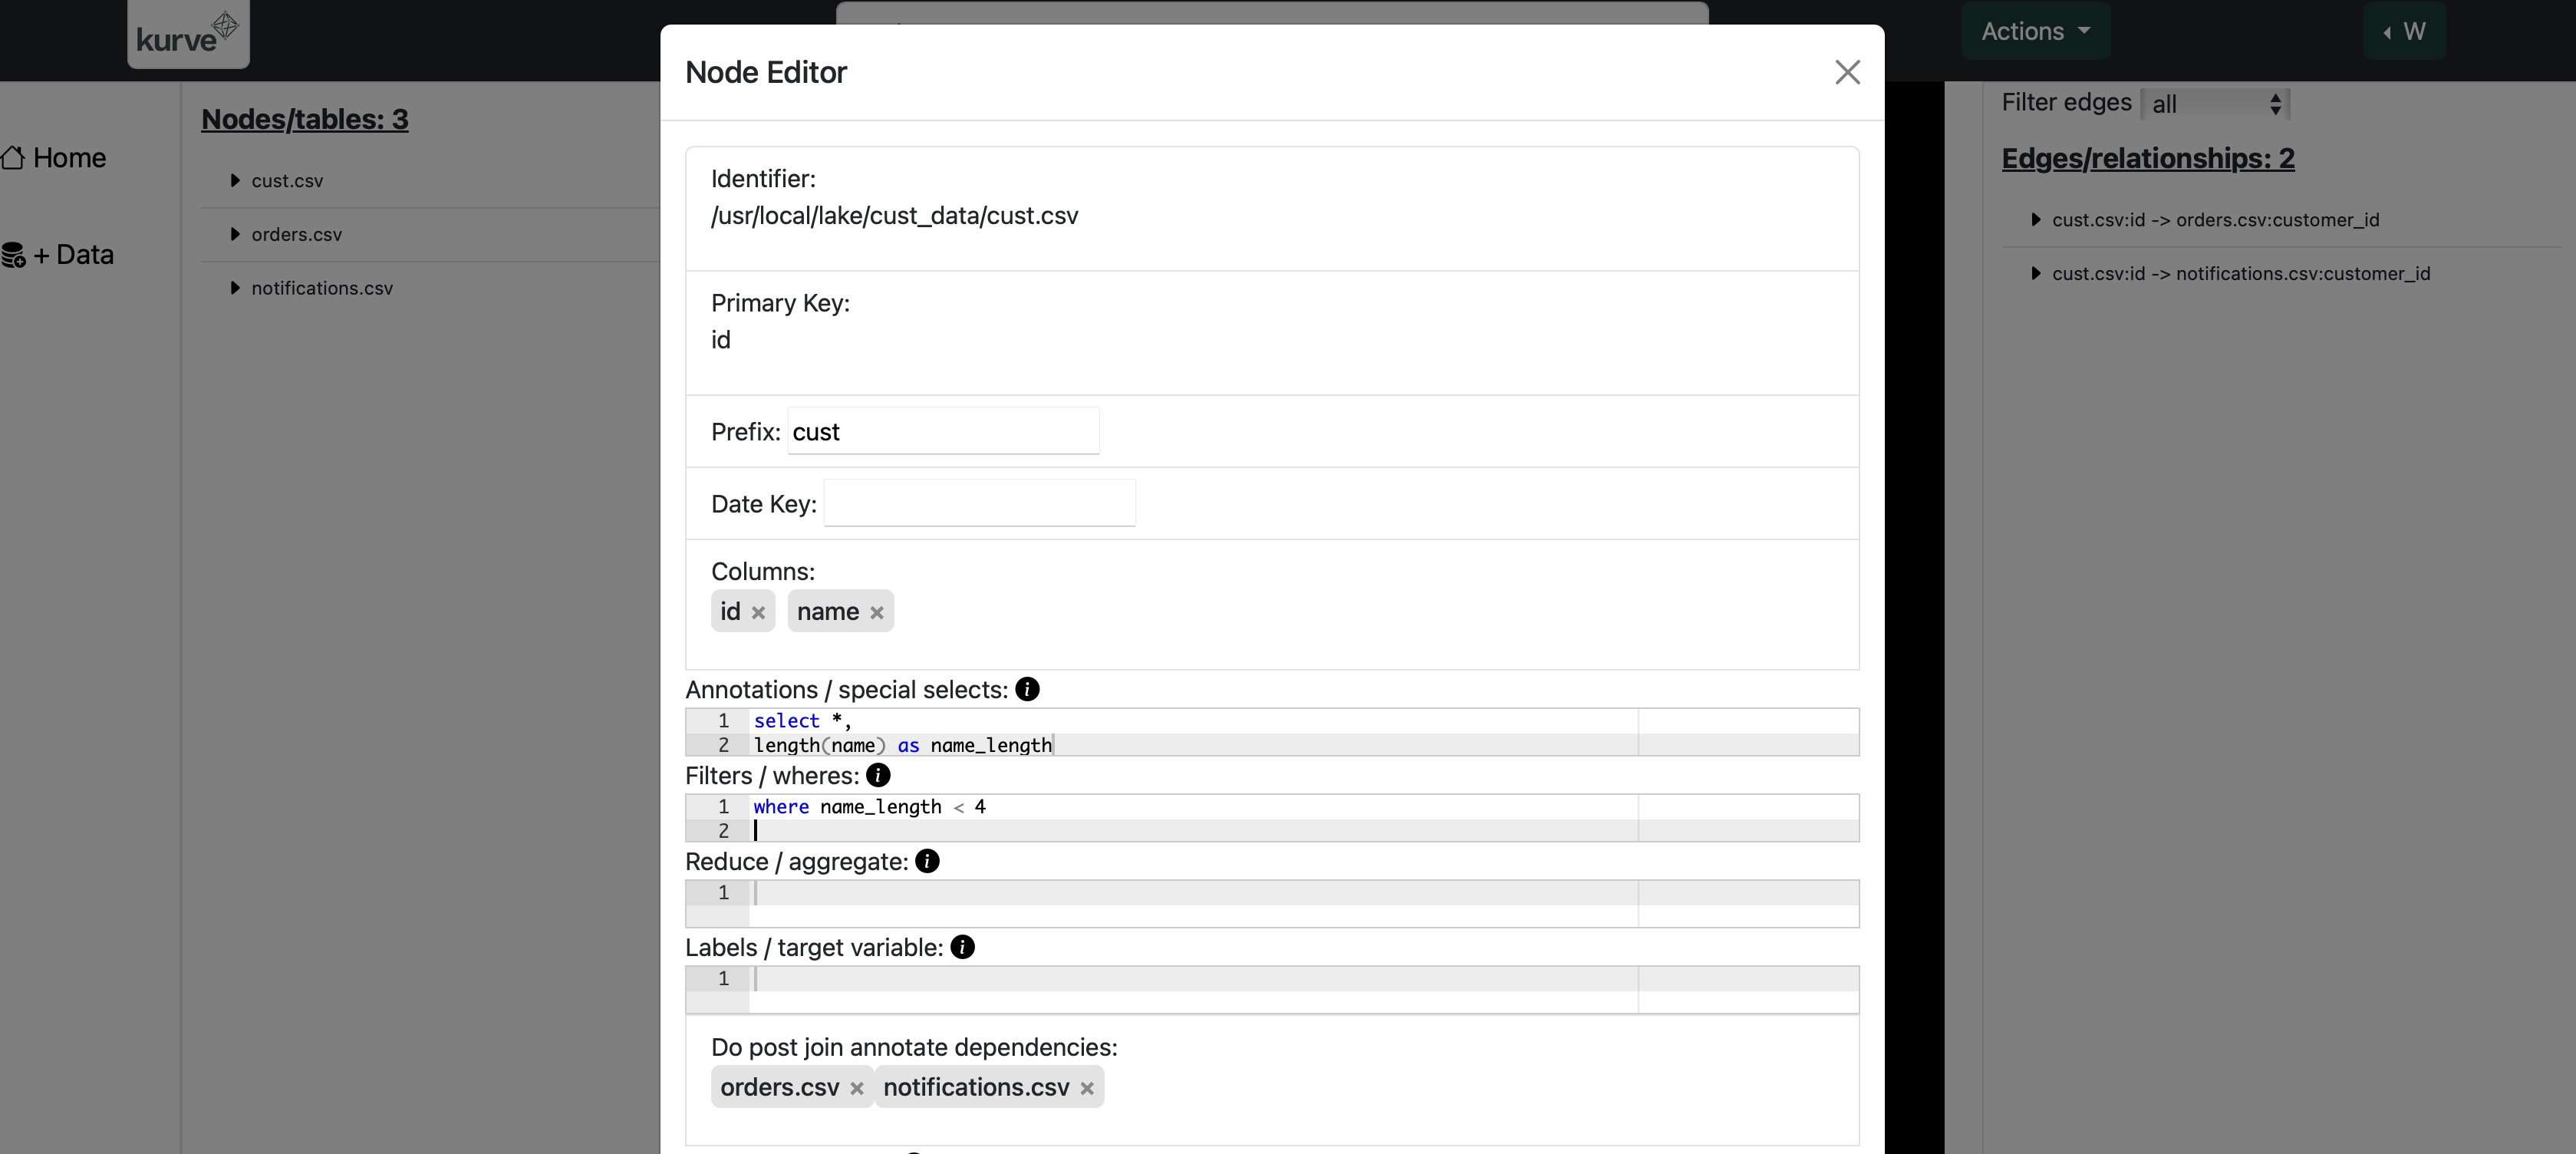 kurve
Actions
W
Home
+ Data
Nodes/tables: 3
cust.csv
orders.csv
notifications.csv
Node Editor
Identifier:
/usr/local/lake/cust_data/cust.csv
Primary Key:
id
Prefix: cust
Date Key:
Columns:
id × name ×
Annotations / special selects: i
1 select *,
2 length(name) as name_length
Filters / wheres: i
1 where name_length < 4
2
Reduce / aggregate: i
1
Labels / target variable: i
1
Do post join annotate dependencies:
orders.csv × notifications.csv ×
Filter edges all
Edges/relationships: 2
cust.csv:id -> orders.csv:customer_id
cust.csv:id -> notifications.csv:customer_id